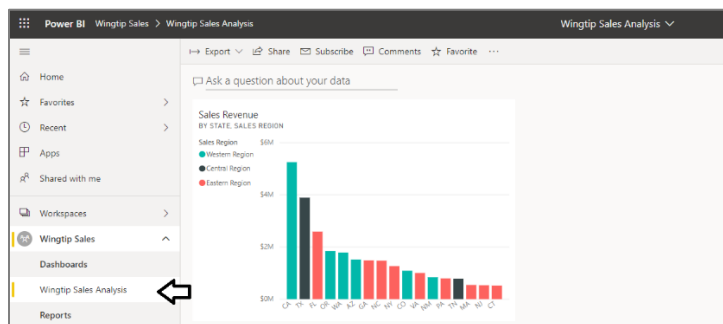 Power BI Wingtip Sales > Wingtip Sales Analysis
Wingtip Sales Analysis
Export Share Subscribe Comments Favorite ...
Home
Favorites
Recent
Apps
Shared with me
Workspaces
Wingtip Sales
Dashboards
Wingtip Sales Analysis
Reports
Ask a question about your data
Sales Revenue
BY STATE, SALES REGION
Sales Region
Western Region
Central Region
Eastern Region
$6M
$4M
$2M
$0M
CA TX FL OR WA AZ GA NC NY CO VA NM PA TN MA NJ CT